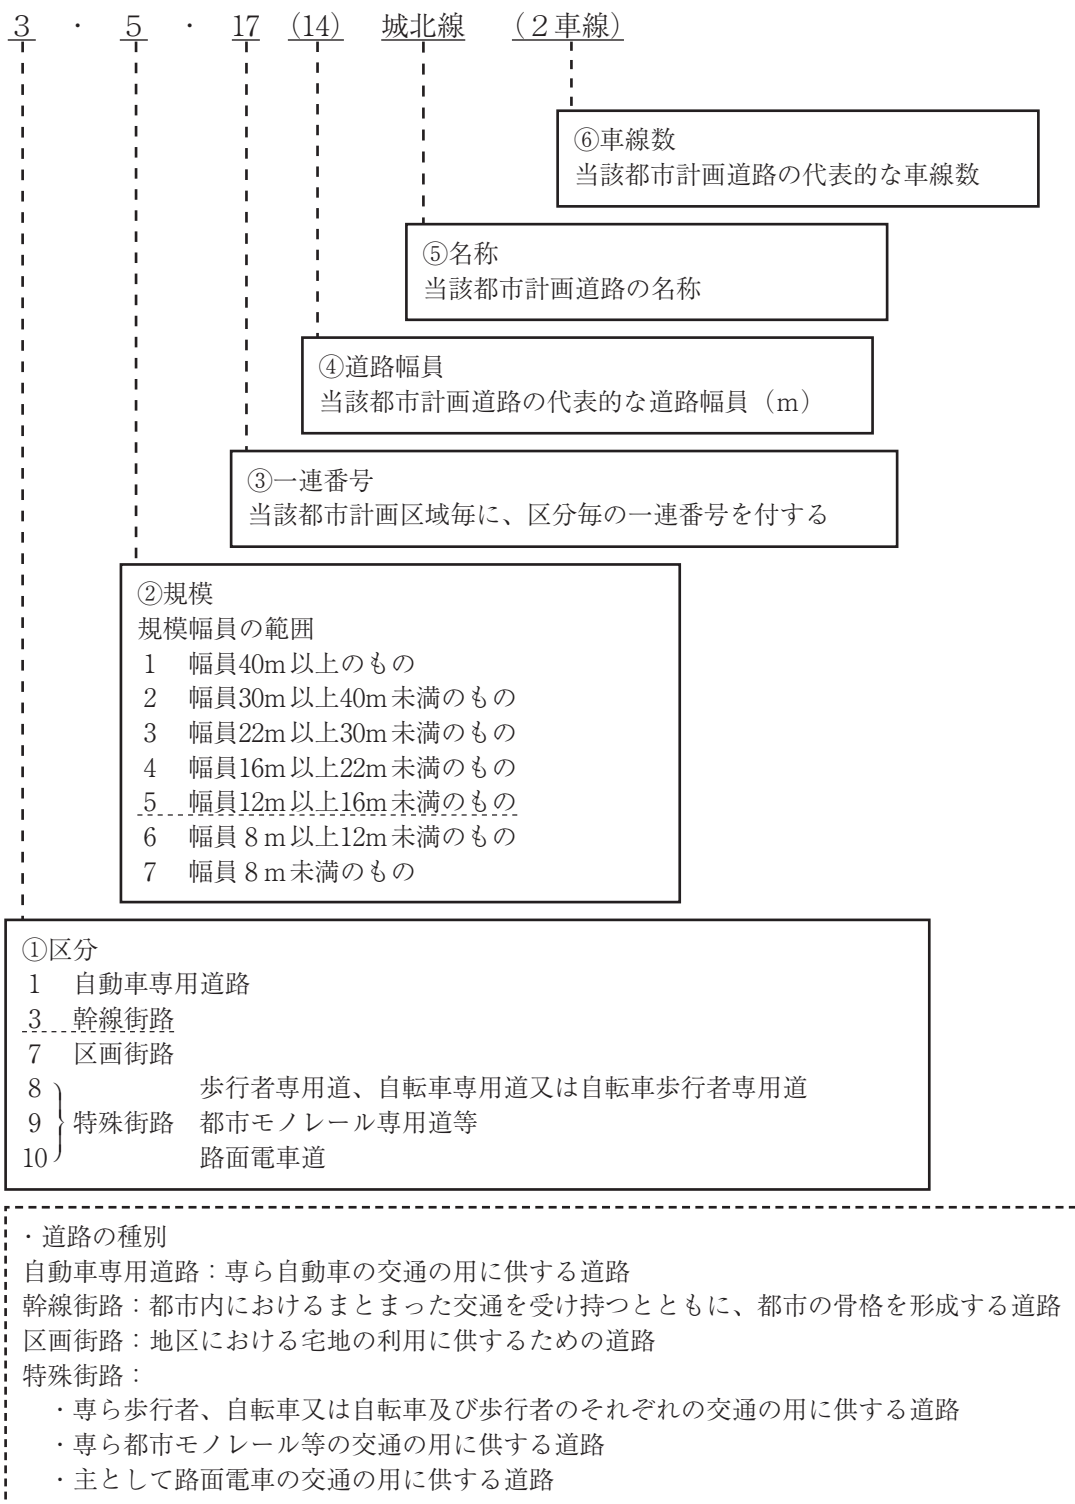 3 ・ 5 ・ 17 (14) 城北線 (２車線)
⑥車線数
当該都市計画道路の代表的な車線数
⑤名称
当該都市計画道路の名称
④道路幅員
当該都市計画道路の代表的な道路幅員（m）
③一連番号
当該都市計画区域毎に、区分毎の一連番号を付する
②規模
規模幅員の範囲
1 幅員40m以上のもの
2 幅員30m以上40m未満のもの
3 幅員22m以上30m未満のもの
4 幅員16m以上22m未満のもの
5 幅員12m以上16m未満のもの
6 幅員８m以上12m未満のもの
7 幅員８m未満のもの
①区分
1 自動車専用道路
3 幹線街路
7 区画街路
8 歩行者専用道、自転車専用道又は自転車歩行者専用道
9 特殊街路 都市モノレール専用道等
10 路面電車道
・道路の種別
自動車専用道路：専ら自動車の交通の用に供する道路
幹線街路：都市内におけるまとまった交通を受け持つとともに、都市の骨格を形成する道路
区画街路：地区における宅地の利用に供するための道路
特殊街路：
・専ら歩行者、自転車又は自転車及び歩行者のそれぞれの交通の用に供する道路
・専ら都市モノレール等の交通の用に供する道路
・主として路面電車の交通の用に供する道路